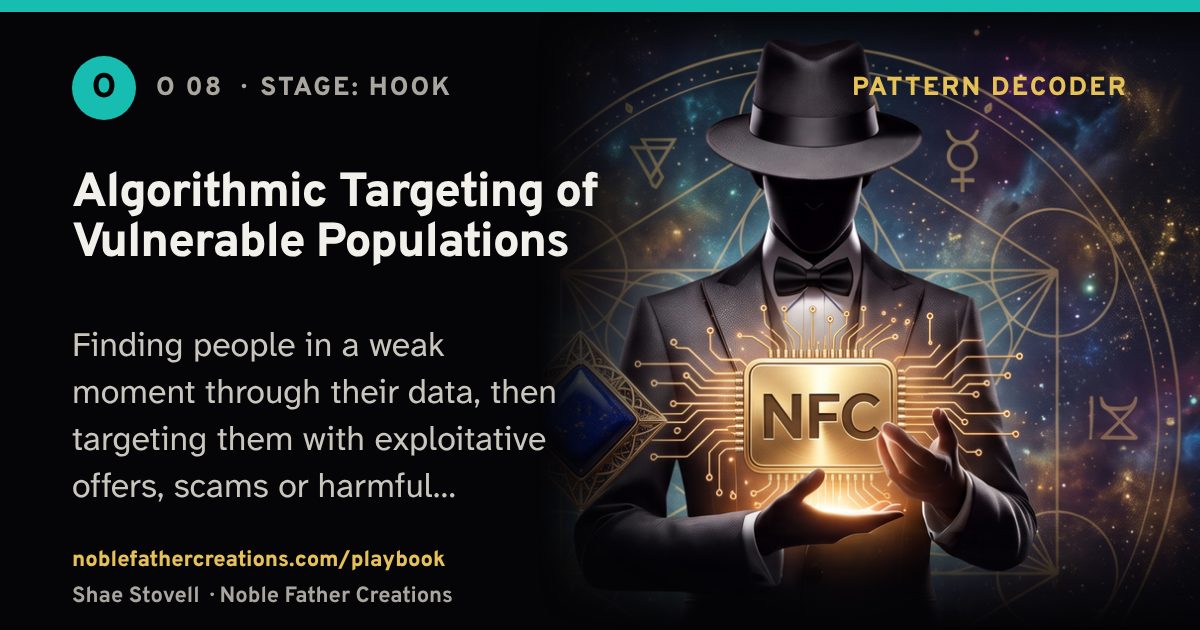 O
O 08 · STAGE: HOOK
PATTERN DECODER
Algorithmic Targeting of
Vulnerable Populations
Finding people in a weak
moment through their data, then
targeting them with exploitative
offers, scams or harmful...
NFC
noblefathercreations.com/playbook
Shae Stovell · Noble Father Creations